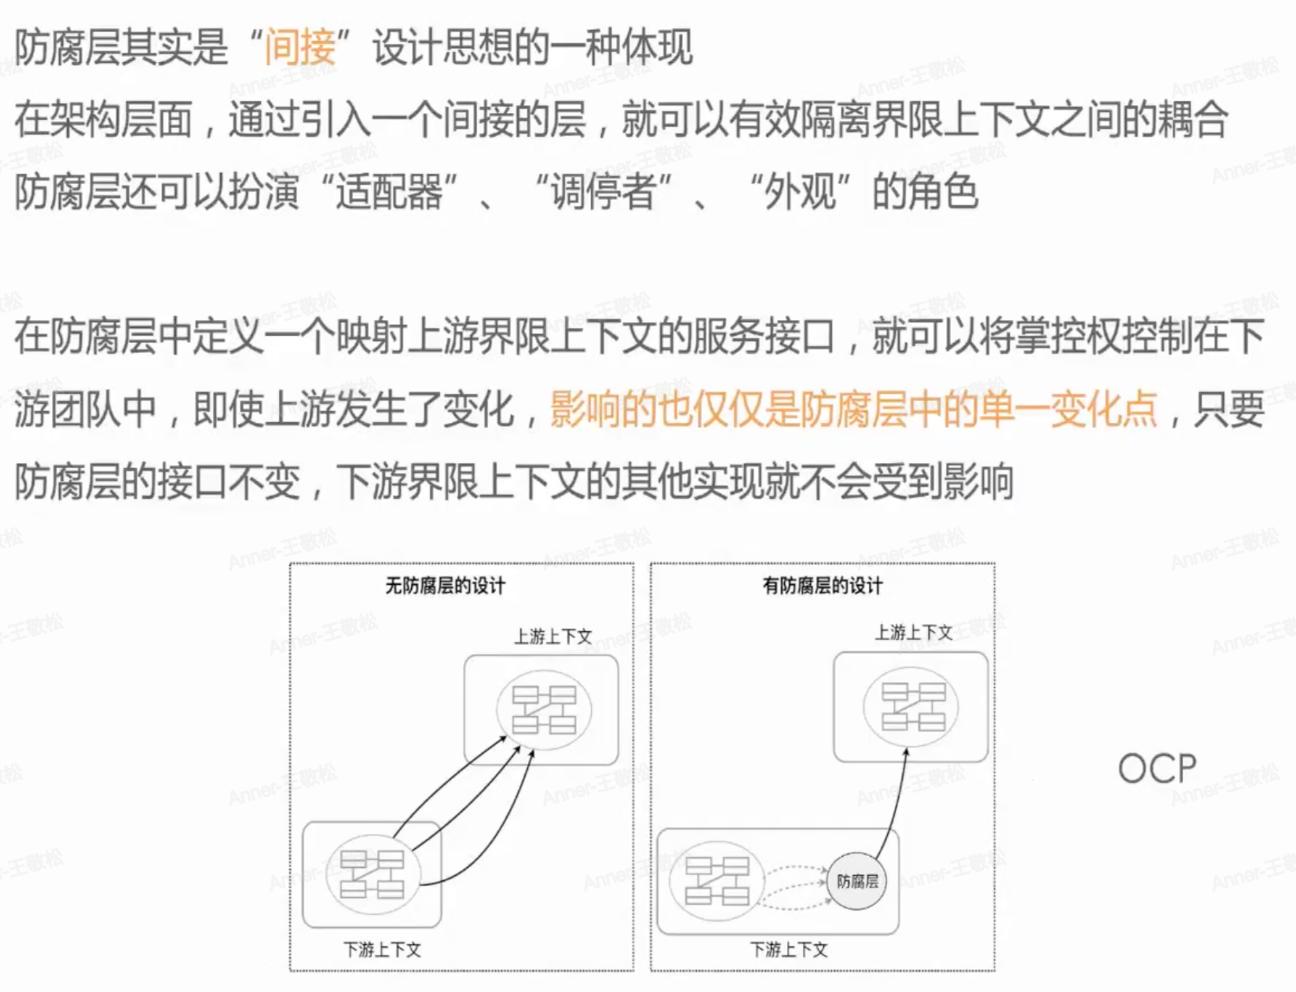 防腐层其实是“间接”设计思想的一种体现
在架构层面，通过引入一个间接的层，就可以有效隔离界限上下文之间的耦合
防腐层还可以扮演“适配器”、“调停者”、“外观”的角色
在防腐层中定义一个映射上游界限上下文的服务接口，就可以将掌控权控制在下
游团队中，即使上游发生了变化，影响的也仅仅是防腐层中的单一变化点，只要
防腐层的接口不变，下游界限上下文的其他实现就不会受到影响
无防腐层的设计
上游上下文
下游上下文
有防腐层的设计
上游上下文
防腐层
下游上下文
OCP
Anner-王敬松